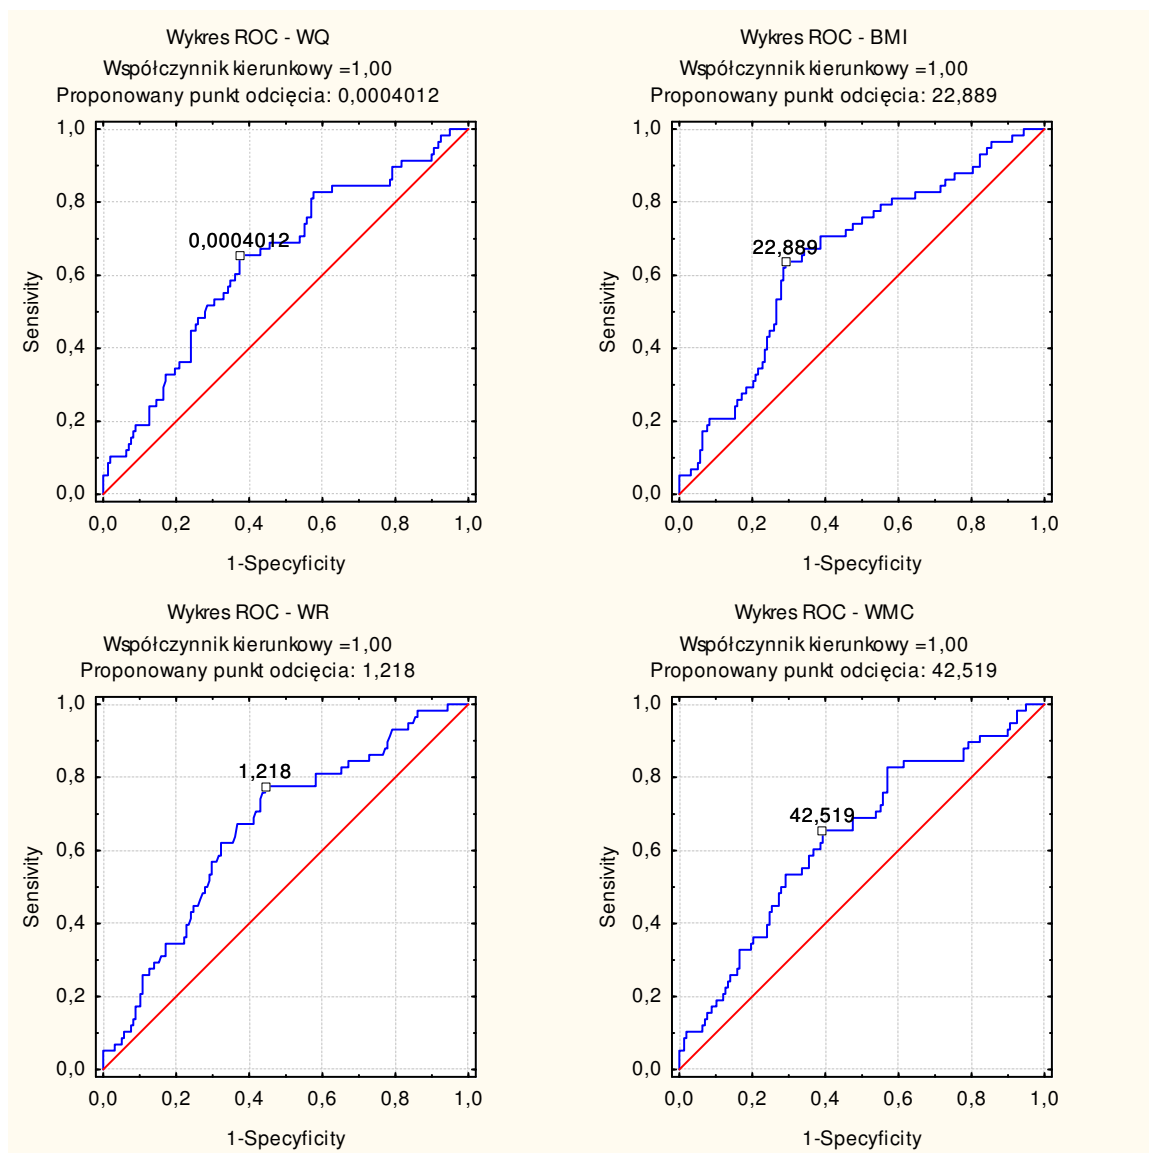 Wykres ROC - WQ
Współczynnik kierunkowy =1,00
Proponowany punkt odcięcia: 0,0004012
1,0
0,8
0,6
0,4
0,2
0,0
0,0004012
Sensivity
0,0 0,2 0,4 0,6 0,8 1,0
1-Specyficity
Wykres ROC - BMI
Współczynnik kierunkowy =1,00
Proponowany punkt odcięcia: 22,889
1,0
0,8
0,6
0,4
0,2
0,0
22,889
Sensivity
0,0 0,2 0,4 0,6 0,8 1,0
1-Specyficity
Wykres ROC - WR
Współczynnik kierunkowy =1,00
Proponowany punkt odcięcia: 1,218
1,0
0,8
0,6
0,4
0,2
0,0
1,218
Sensivity
0,0 0,2 0,4 0,6 0,8 1,0
1-Specyficity
Wykres ROC - WMC
Współczynnik kierunkowy =1,00
Proponowany punkt odcięcia: 42,519
1,0
0,8
0,6
0,4
0,2
0,0
42,519
Sensivity
0,0 0,2 0,4 0,6 0,8 1,0
1-Specyficity